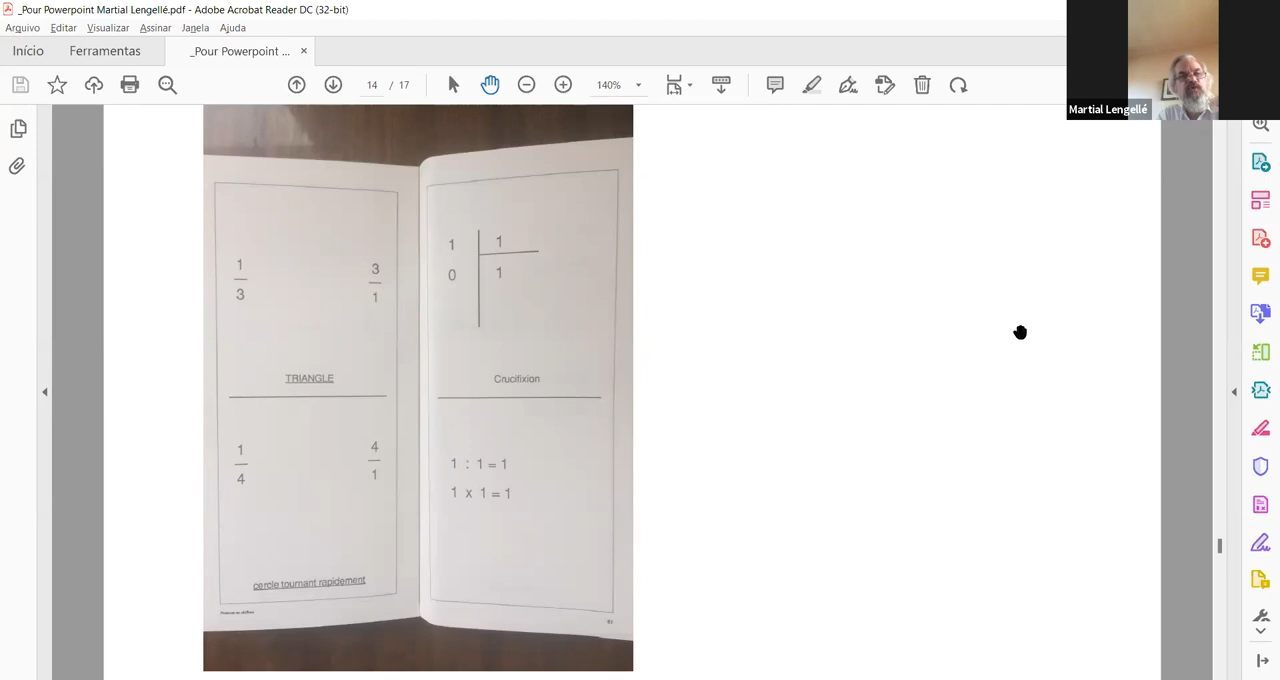 _Pour Powerpoint Martial Lengellé.pdf - Adobe Acrobat Reader DC (32-bit)
Arquivo Editar Visualizar Assinar Janela Ajuda
Início Ferramentas _Pour Powerpoint ... ×
14 / 17 140%
Martial Lengellé
1
3
3
1
TRIANGLE
1
4
4
1
cercle tournant rapidement
1 1
0 1
Crucifixion
1 : 1 = 1
1 x 1 = 1